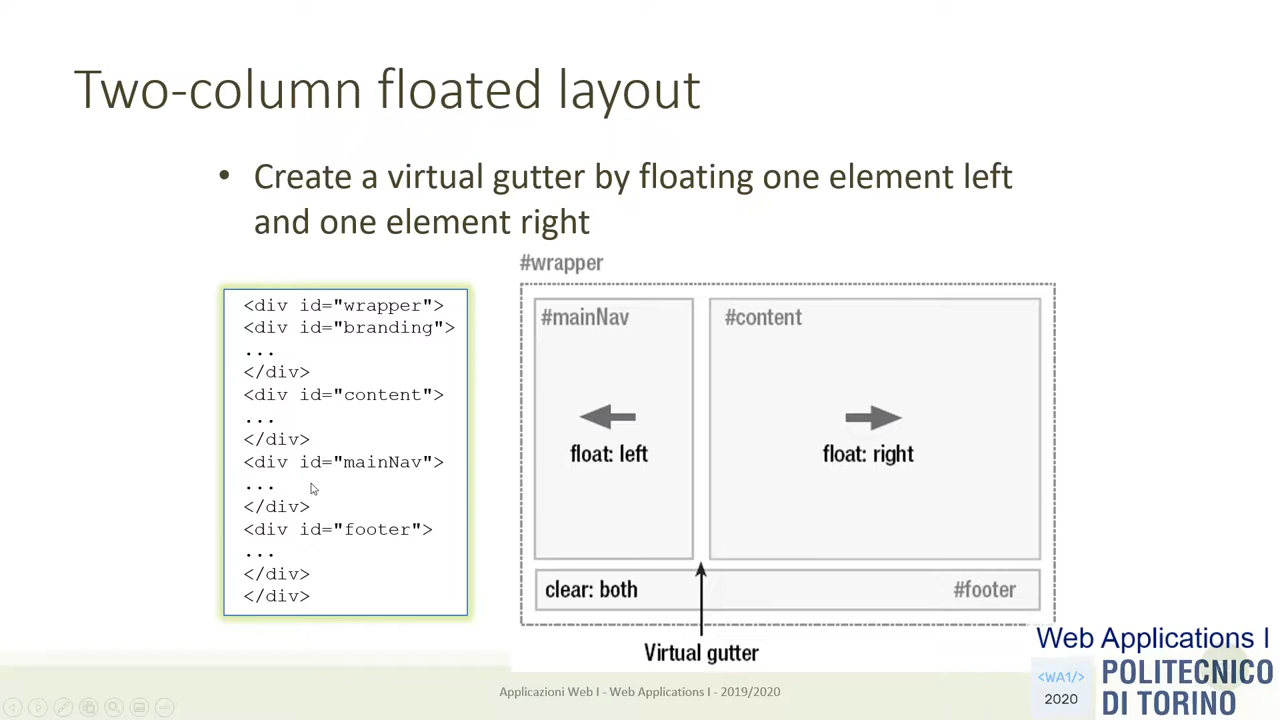 Two-column floated layout
• Create a virtual gutter by floating one element left
and one element right
<div id="wrapper">
<div id="branding">
...
</div>
<div id="content">
...
</div>
<div id="mainNav">
...
</div>
<div id="footer">
...
</div>
</div>
#wrapper
#mainNav
#content
float: left
float: right
clear: both
#footer
Virtual gutter
Applicazioni Web I - Web Applications I - 2019/2020
Web Applications I
<WA1/>
2020
POLITECNICO
DI TORINO